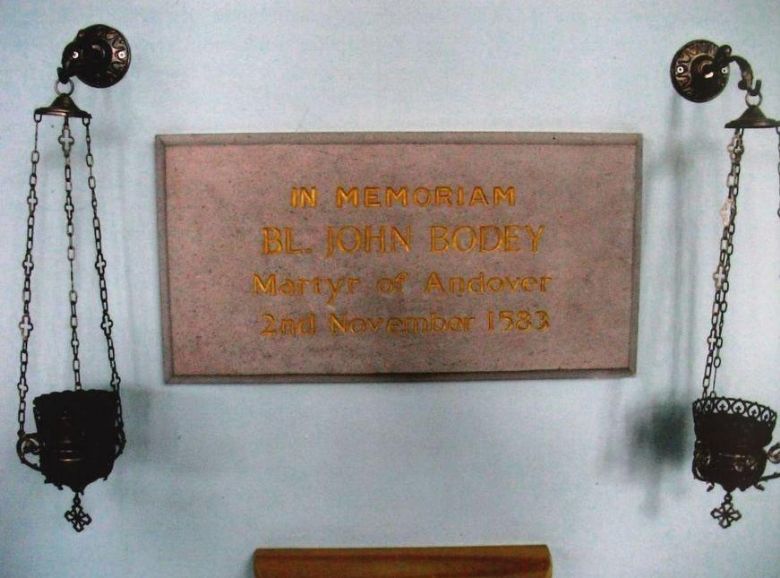 IN MEMORIAM
BL. JOHN BODEY
Martyr of Andover
2nd November 1583